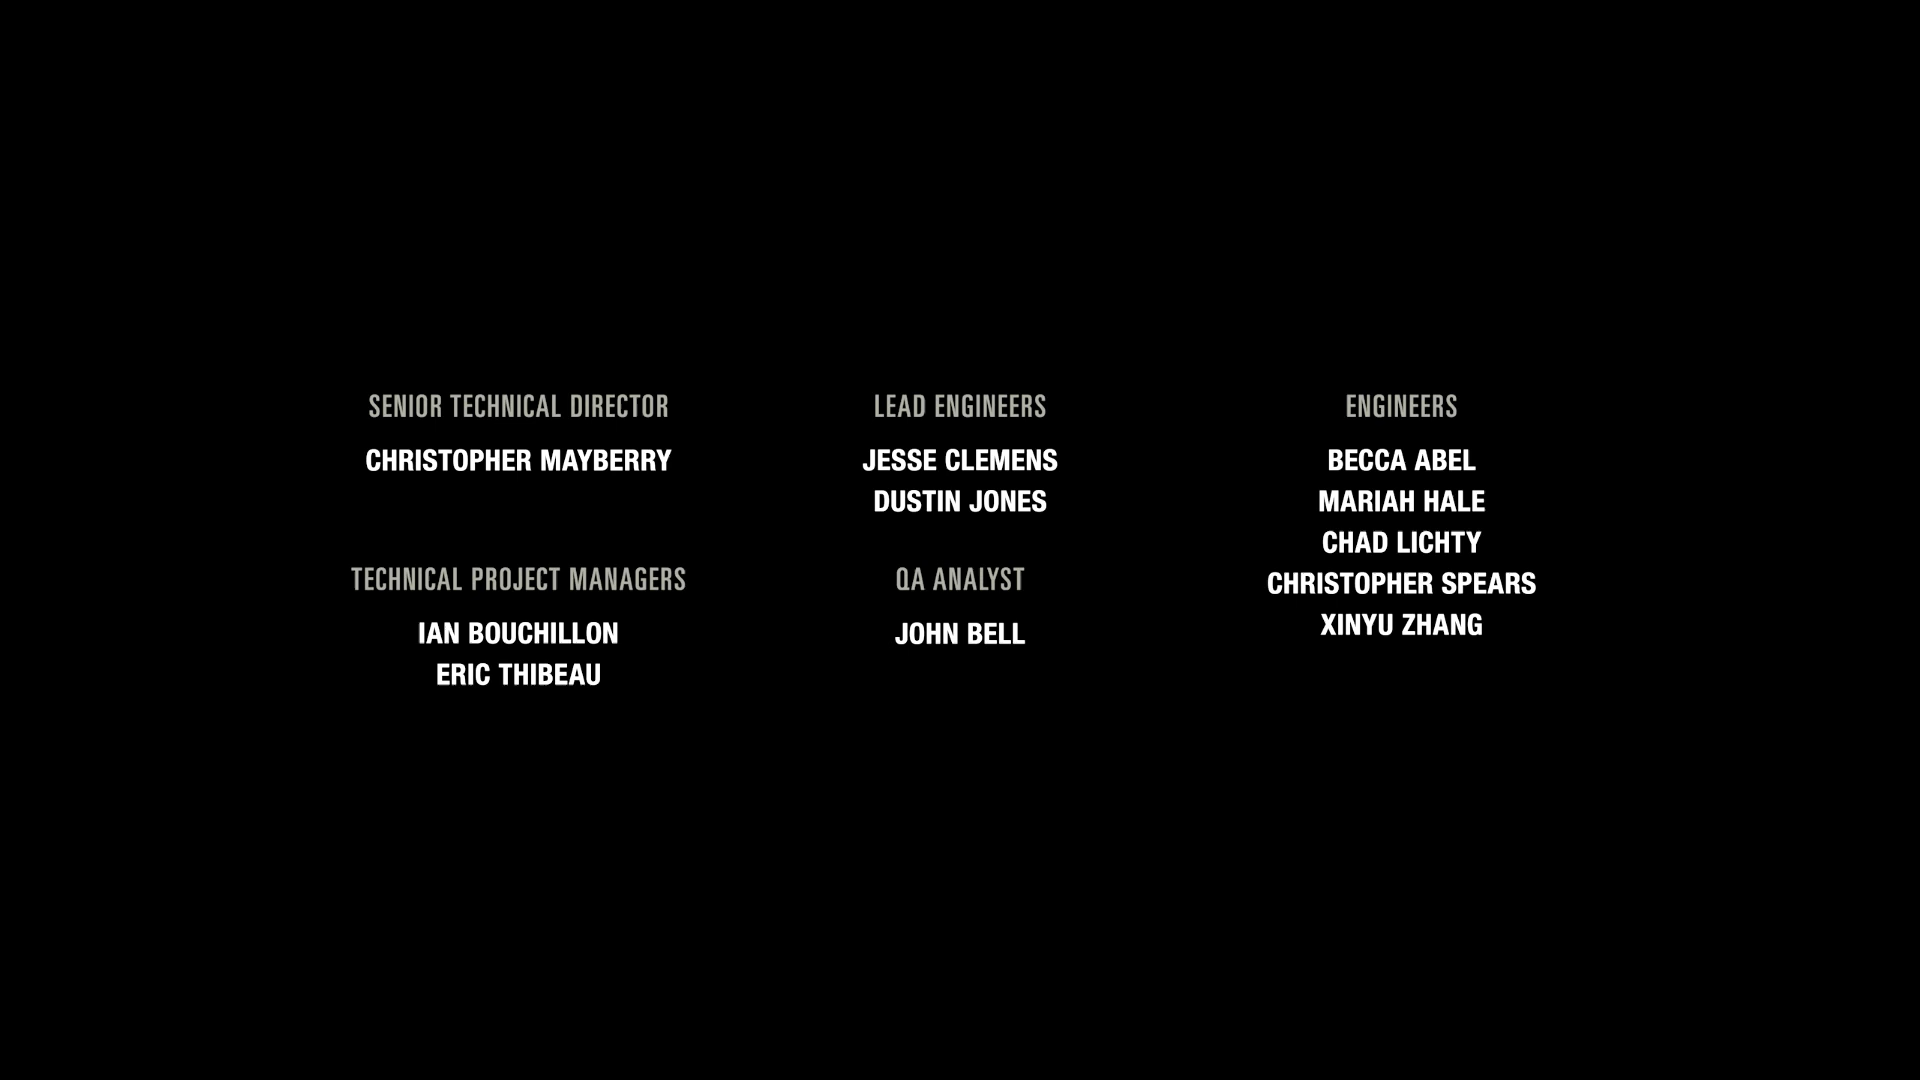 SENIOR TECHNICAL DIRECTOR
CHRISTOPHER MAYBERRY
TECHNICAL PROJECT MANAGERS
IAN BOUCHILLON
ERIC THIBEAU
LEAD ENGINEERS
JESSE CLEMENS
DUSTIN JONES
QA ANALYST
JOHN BELL
ENGINEERS
BECCA ABEL
MARIAH HALE
CHAD LICHTY
CHRISTOPHER SPEARS
XINYU ZHANG